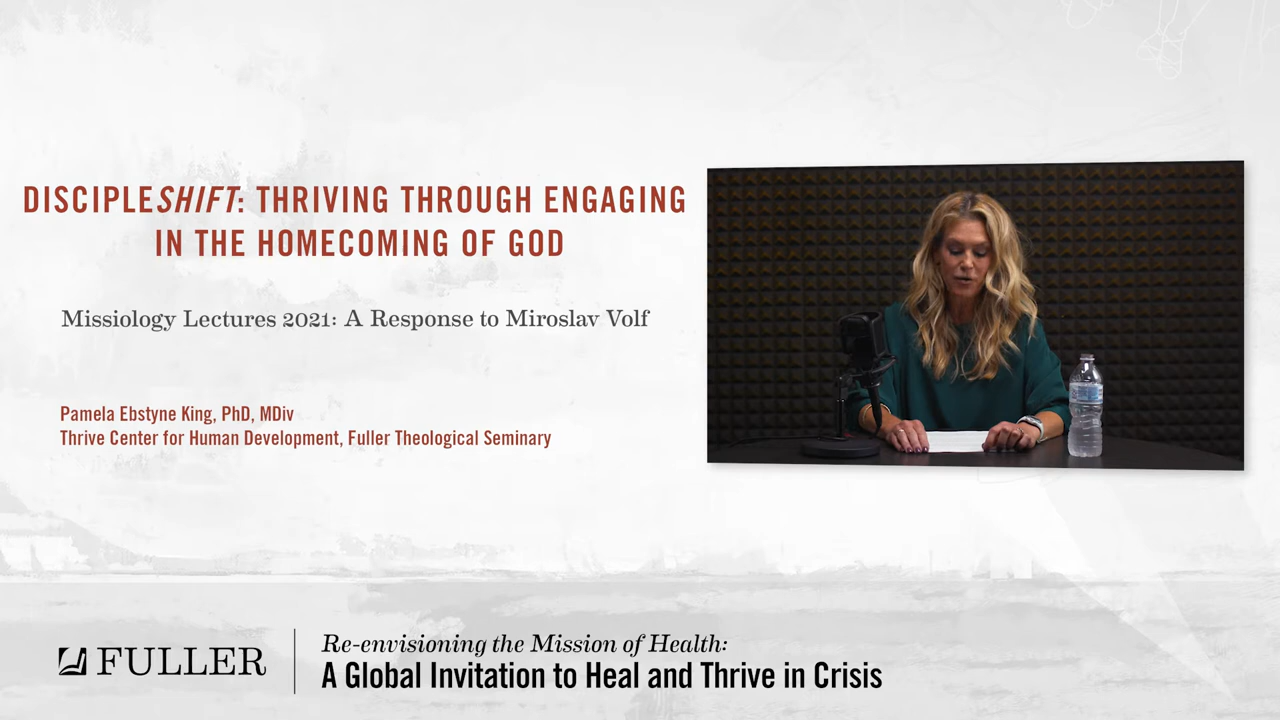 DISCIPLESHIFT: THRIVING THROUGH ENGAGING
IN THE HOMECOMING OF GOD
Missiology Lectures 2021: A Response to Miroslav Volf
Pamela Ebstyne King, PhD, MDiv
Thrive Center for Human Development, Fuller Theological Seminary
FULLER
Re-envisioning the Mission of Health:
A Global Invitation to Heal and Thrive in Crisis